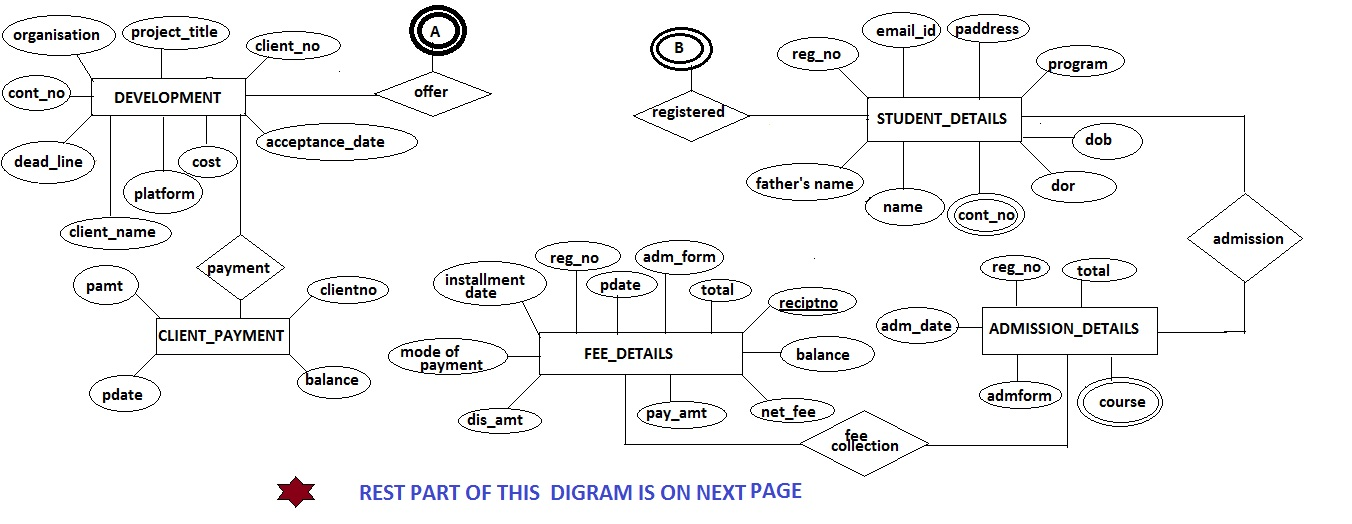 organisation
project_title
client_no
A
cont_no
DEVELOPMENT
offer
dead_line
cost
acceptance_date
platform
client_name
payment
pamt
clientno
CLIENT_PAYMENT
pdate
balance
B
registered
reg_no
email_id
paddress
program
STUDENT_DETAILS
dob
father's name
name
cont_no
dor
admission
installment
date
reg_no
pdate
adm_form
total
reciptno
mode of
payment
FEE_DETAILS
balance
dis_amt
pay_amt
net_fee
reg_no
total
adm_date
ADMISSION_DETAILS
admform
course
fee
collection
REST PART OF THIS DIGRAM IS ON NEXT PAGE